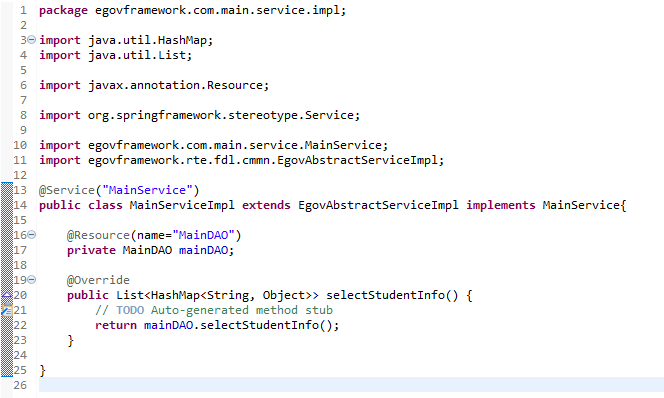 1 package egovframework.com.main.service.impl;
2
3 import java.util.HashMap;
4 import java.util.List;
5
6 import javax.annotation.Resource;
7
8 import org.springframework.stereotype.Service;
9
10 import egovframework.com.main.service.MainService;
11 import egovframework.rte.fdl.cmmn.EgovAbstractServiceImpl;
12
13 @Service("MainService")
14 public class MainServiceImpl extends EgovAbstractServiceImpl implements MainService{
15
16     @Resource(name="MainDAO")
17     private MainDAO mainDAO;
18
19     @Override
20     public List<HashMap<String, Object>> selectStudentInfo() {
21         // TODO Auto-generated method stub
22         return mainDAO.selectStudentInfo();
23     }
24
25 }
26